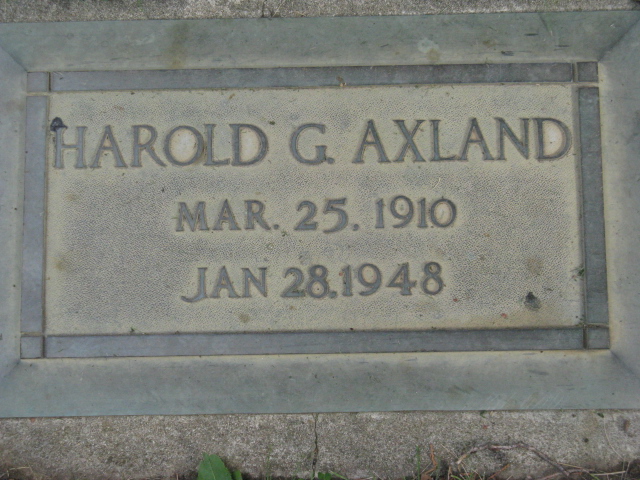 HAROLD G. AXLAND
MAR. 25, 1910
JAN 28, 1948